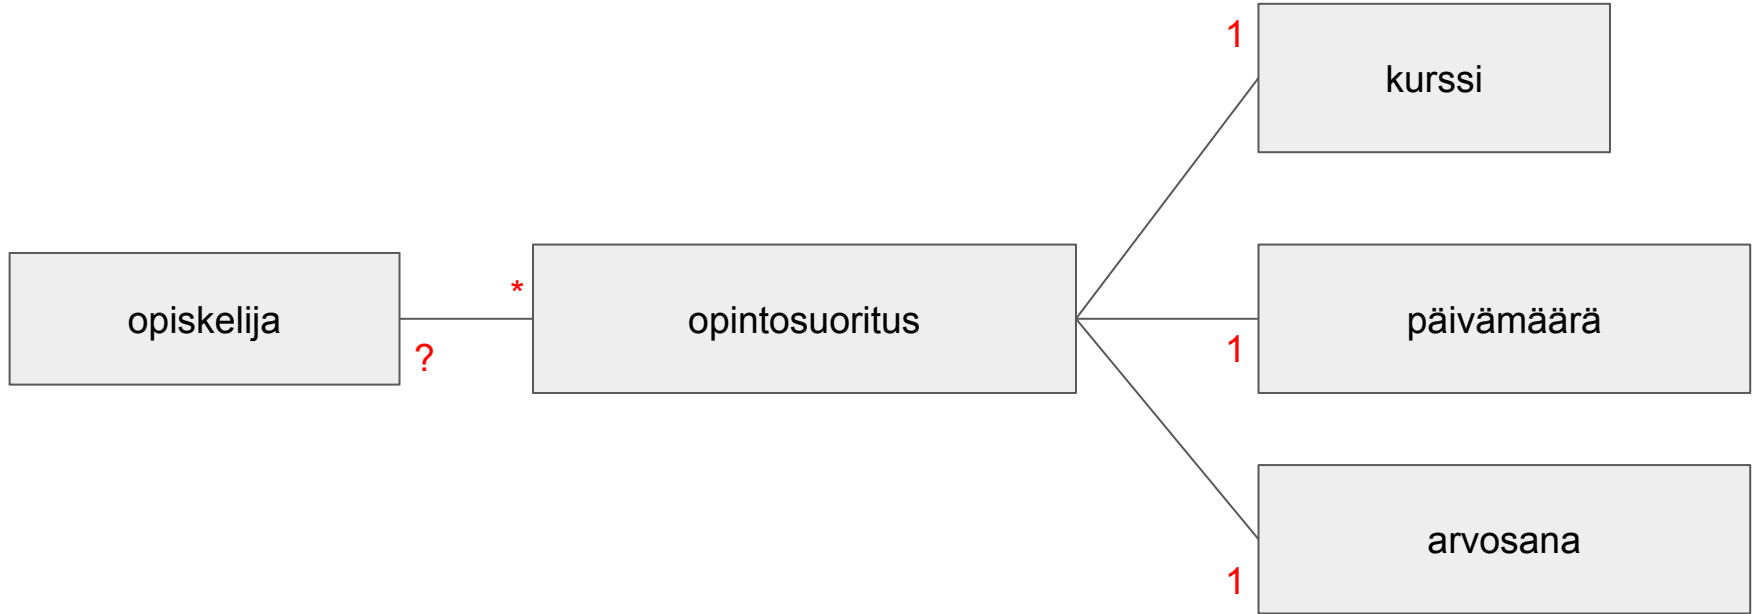 1
kurssi
opiskelija
*
?
opintosuoritus
päivämäärä
1
arvosana
1